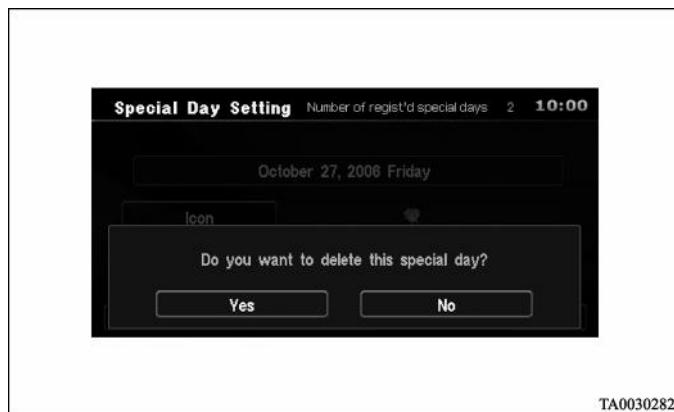 Special Day Setting Number of regist'd special days 2 10:00
October 27, 2006 Friday
Icon
Do you want to delete this special day?
Yes No
TA0030282